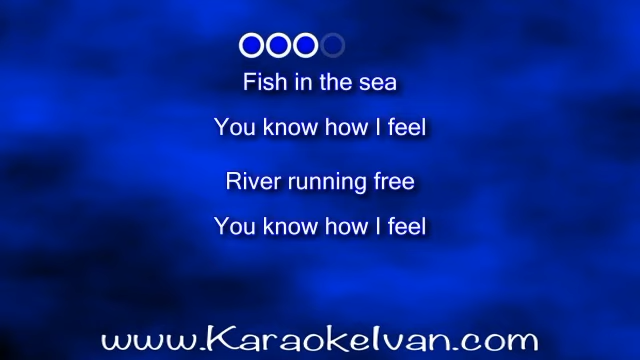 Fish in the sea
You know how I feel
River running free
You know how I feel
www.KaraokeIvan.com